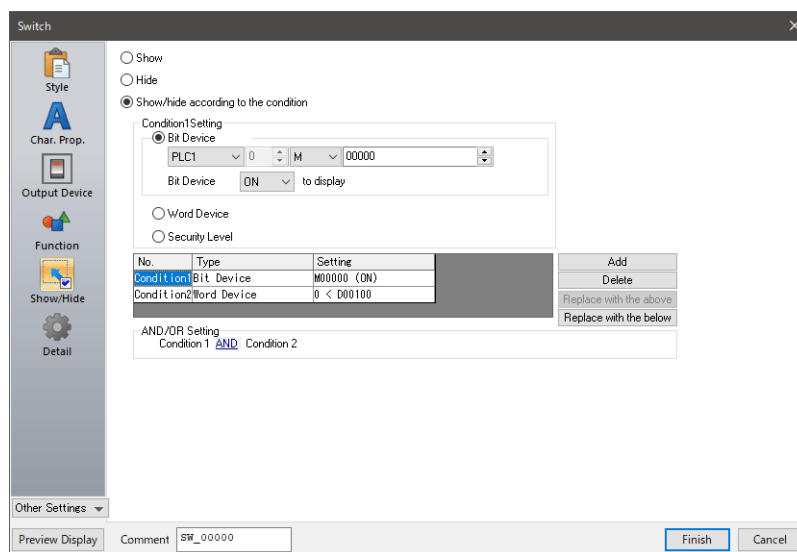 Switch
Style
Char. Prop.
Output Device
Function
Show/Hide
Detail
Other Settings
Show
Hide
Show/hide according to the condition
Condition1Setting
Bit Device
PLC1 0 M 00000
Bit Device ON to display
Word Device
Security Level
No. Type Setting
Condition1 Bit Device M00000 (ON)
Condition2 Word Device 0 < D00100
Add
Delete
Replace with the above
Replace with the below
AND/OR Setting
Condition 1 AND Condition 2
Preview Display Comment SW_00000 Finish Cancel